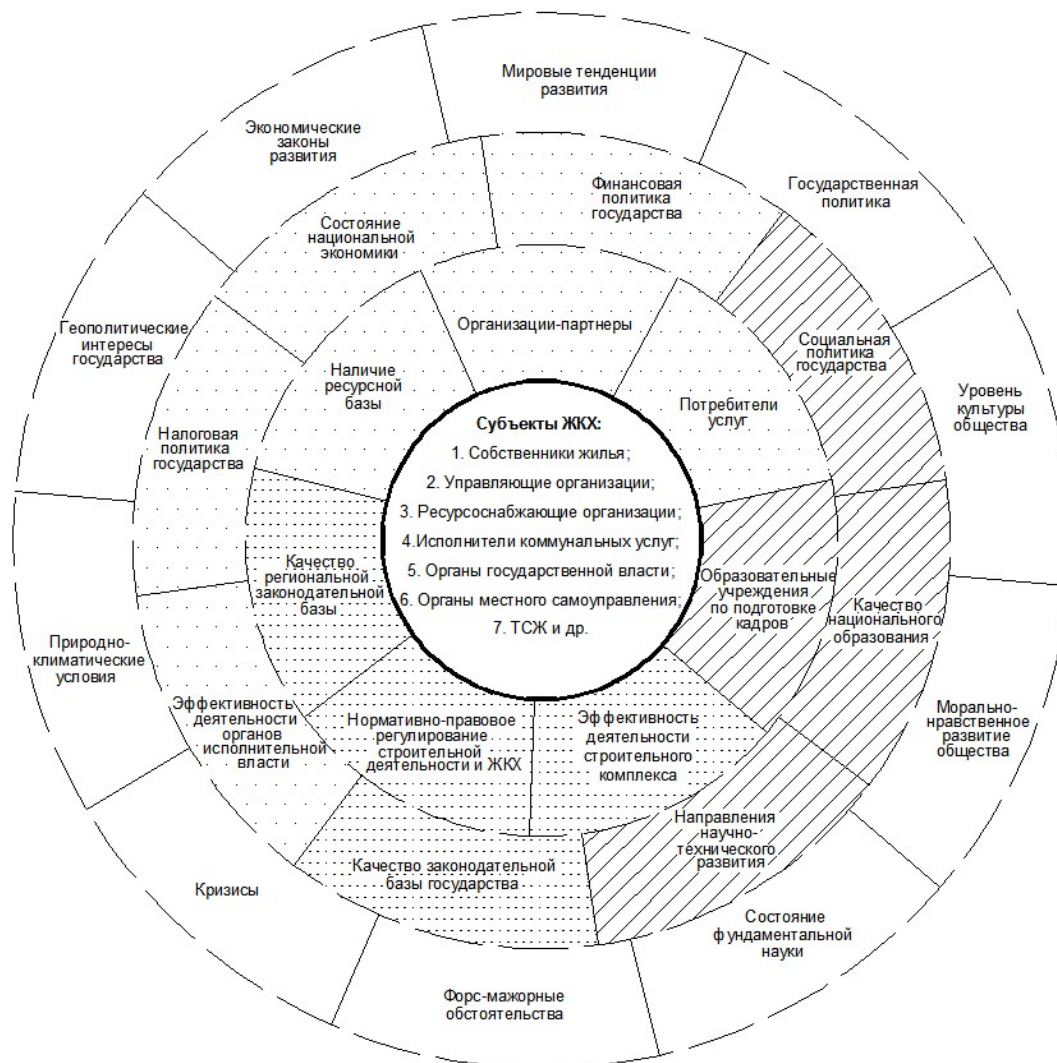 Мировые тенденции
развития
Экономические
законы
развития
Государственная
политика
Геополитические
интересы
государства
Уровень
культуры
общества
Природно-
климатические
условия
Морально-
нравственное
развитие
общества
Кризисы
Состояние
фундаментальной
науки
Форс-мажорные
обстоятельства
Финансовая
политика
государства
Состояние
национальной
экономики
Социальная
политика
государства
Налоговая
политика
государства
Качество
национального
образования
Эффективность
деятельности
органов
исполнительной
власти
Направления
научно-
технического
развития
Качество законодательной
базы государства
Организации-партнеры
Наличие
ресурсной
базы
Потребители
услуг
Качество
региональной
законодательной
базы
Образовательные
учреждения
по подготовке
кадров
Нормативно-правовое
регулирование
строительной
деятельности и ЖКХ
Эффективность
деятельности
строительного
комплекса
Субъекты ЖКХ:
1. Собственники жилья;
2. Управляющие организации;
3. Ресурсоснабжающие организации;
4.Исполнители коммунальных услуг;
5. Органы государственной власти;
6. Органы местного самоуправления;
7. ТСЖ и др.